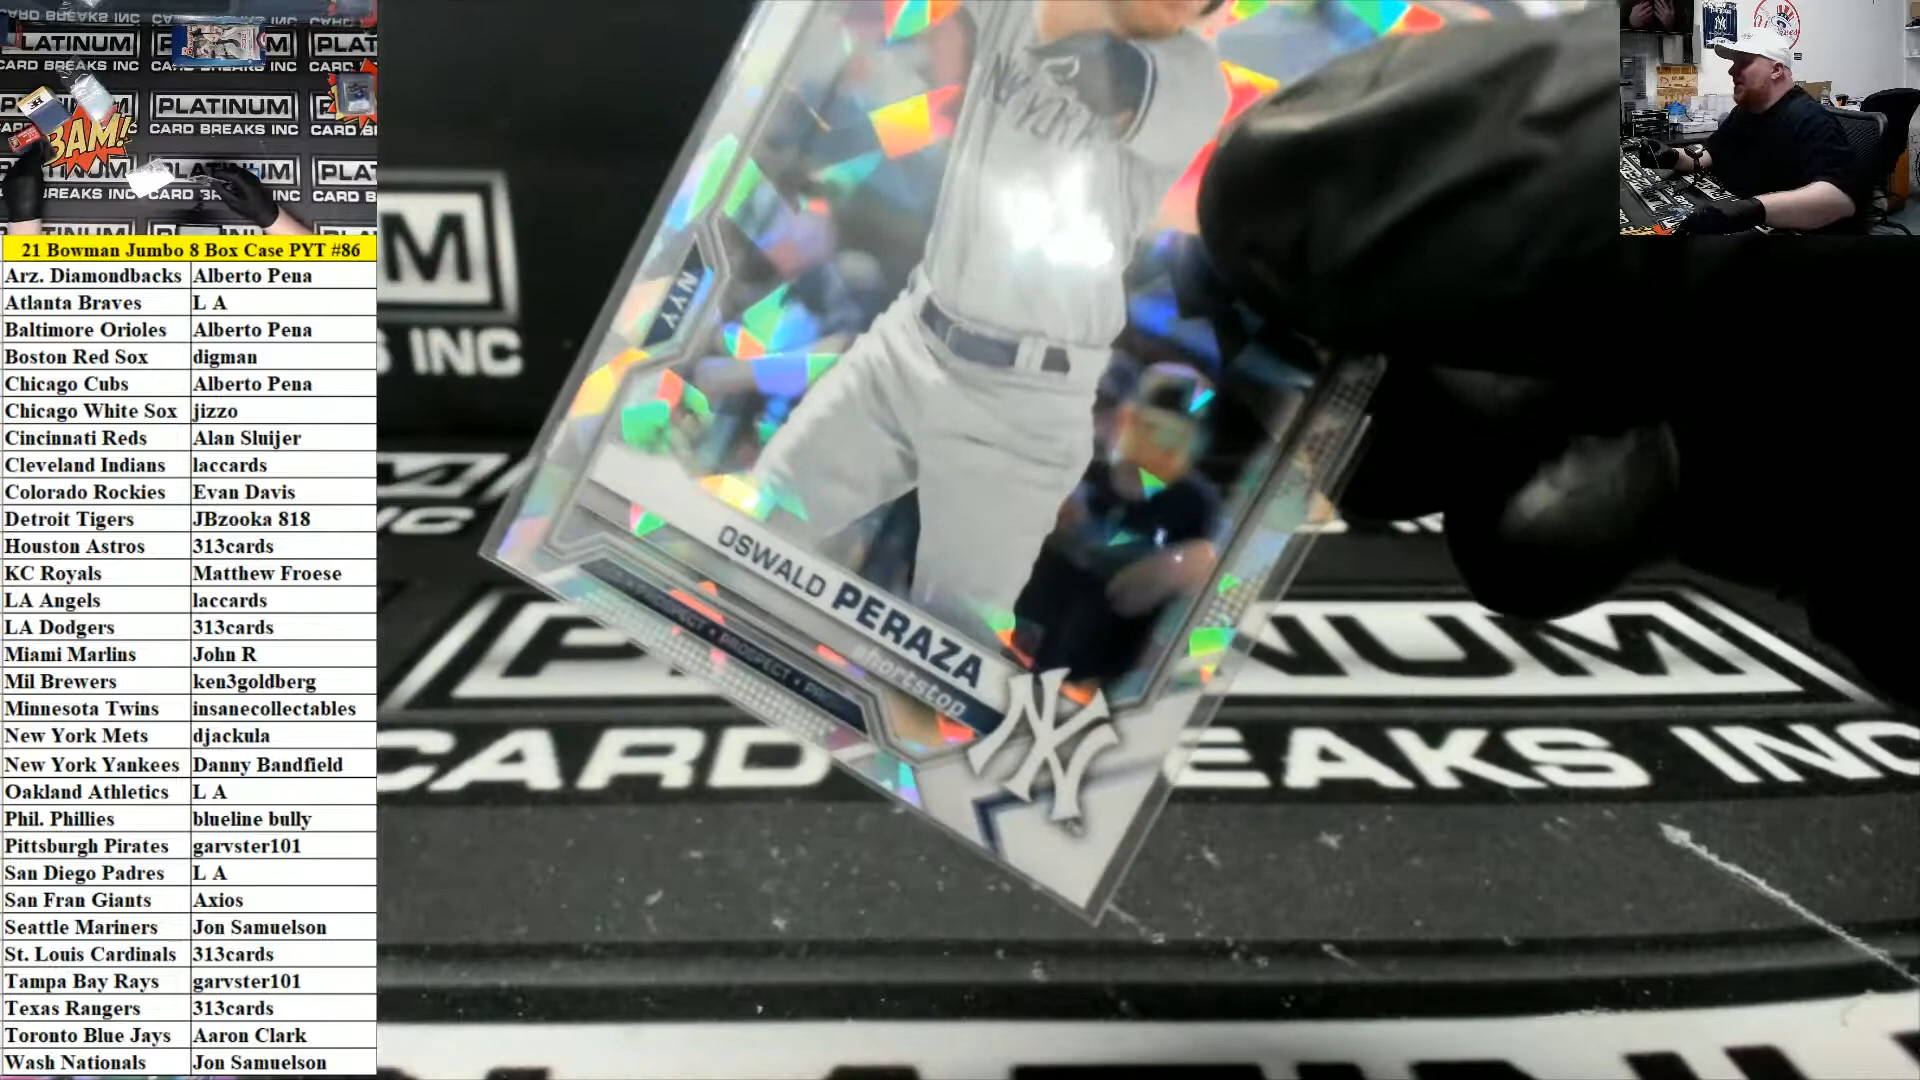 PLATINUM
CARD BREAKS INC
BAM!
21 Bowman Jumbo 8 Box Case PYT #86
Arz. Diamondbacks Alberto Pena
Atlanta Braves L A
Baltimore Orioles Alberto Pena
Boston Red Sox digman
Chicago Cubs Alberto Pena
Chicago White Sox jizzo
Cincinnati Reds Alan Sluijer
Cleveland Indians laccards
Colorado Rockies Evan Davis
Detroit Tigers JBzooka 818
Houston Astros 313cards
KC Royals Matthew Froese
LA Angels laccards
LA Dodgers 313cards
Miami Marlins John R
Mil Brewers ken3goldberg
Minnesota Twins insanecollectables
New York Mets djackula
New York Yankees Danny Bandfield
Oakland Athletics L A
Phil. Phillies blueline bully
Pittsburgh Pirates garvster101
San Diego Padres L A
San Fran Giants Axios
Seattle Mariners Jon Samuelson
St. Louis Cardinals 313cards
Tampa Bay Rays garvster101
Texas Rangers 313cards
Toronto Blue Jays Aaron Clark
Wash Nationals Jon Samuelson
NYY
OSWALD PERAZA
shortstop
PROSPECT • PROSPECT
NY
CARD BREAKS INC